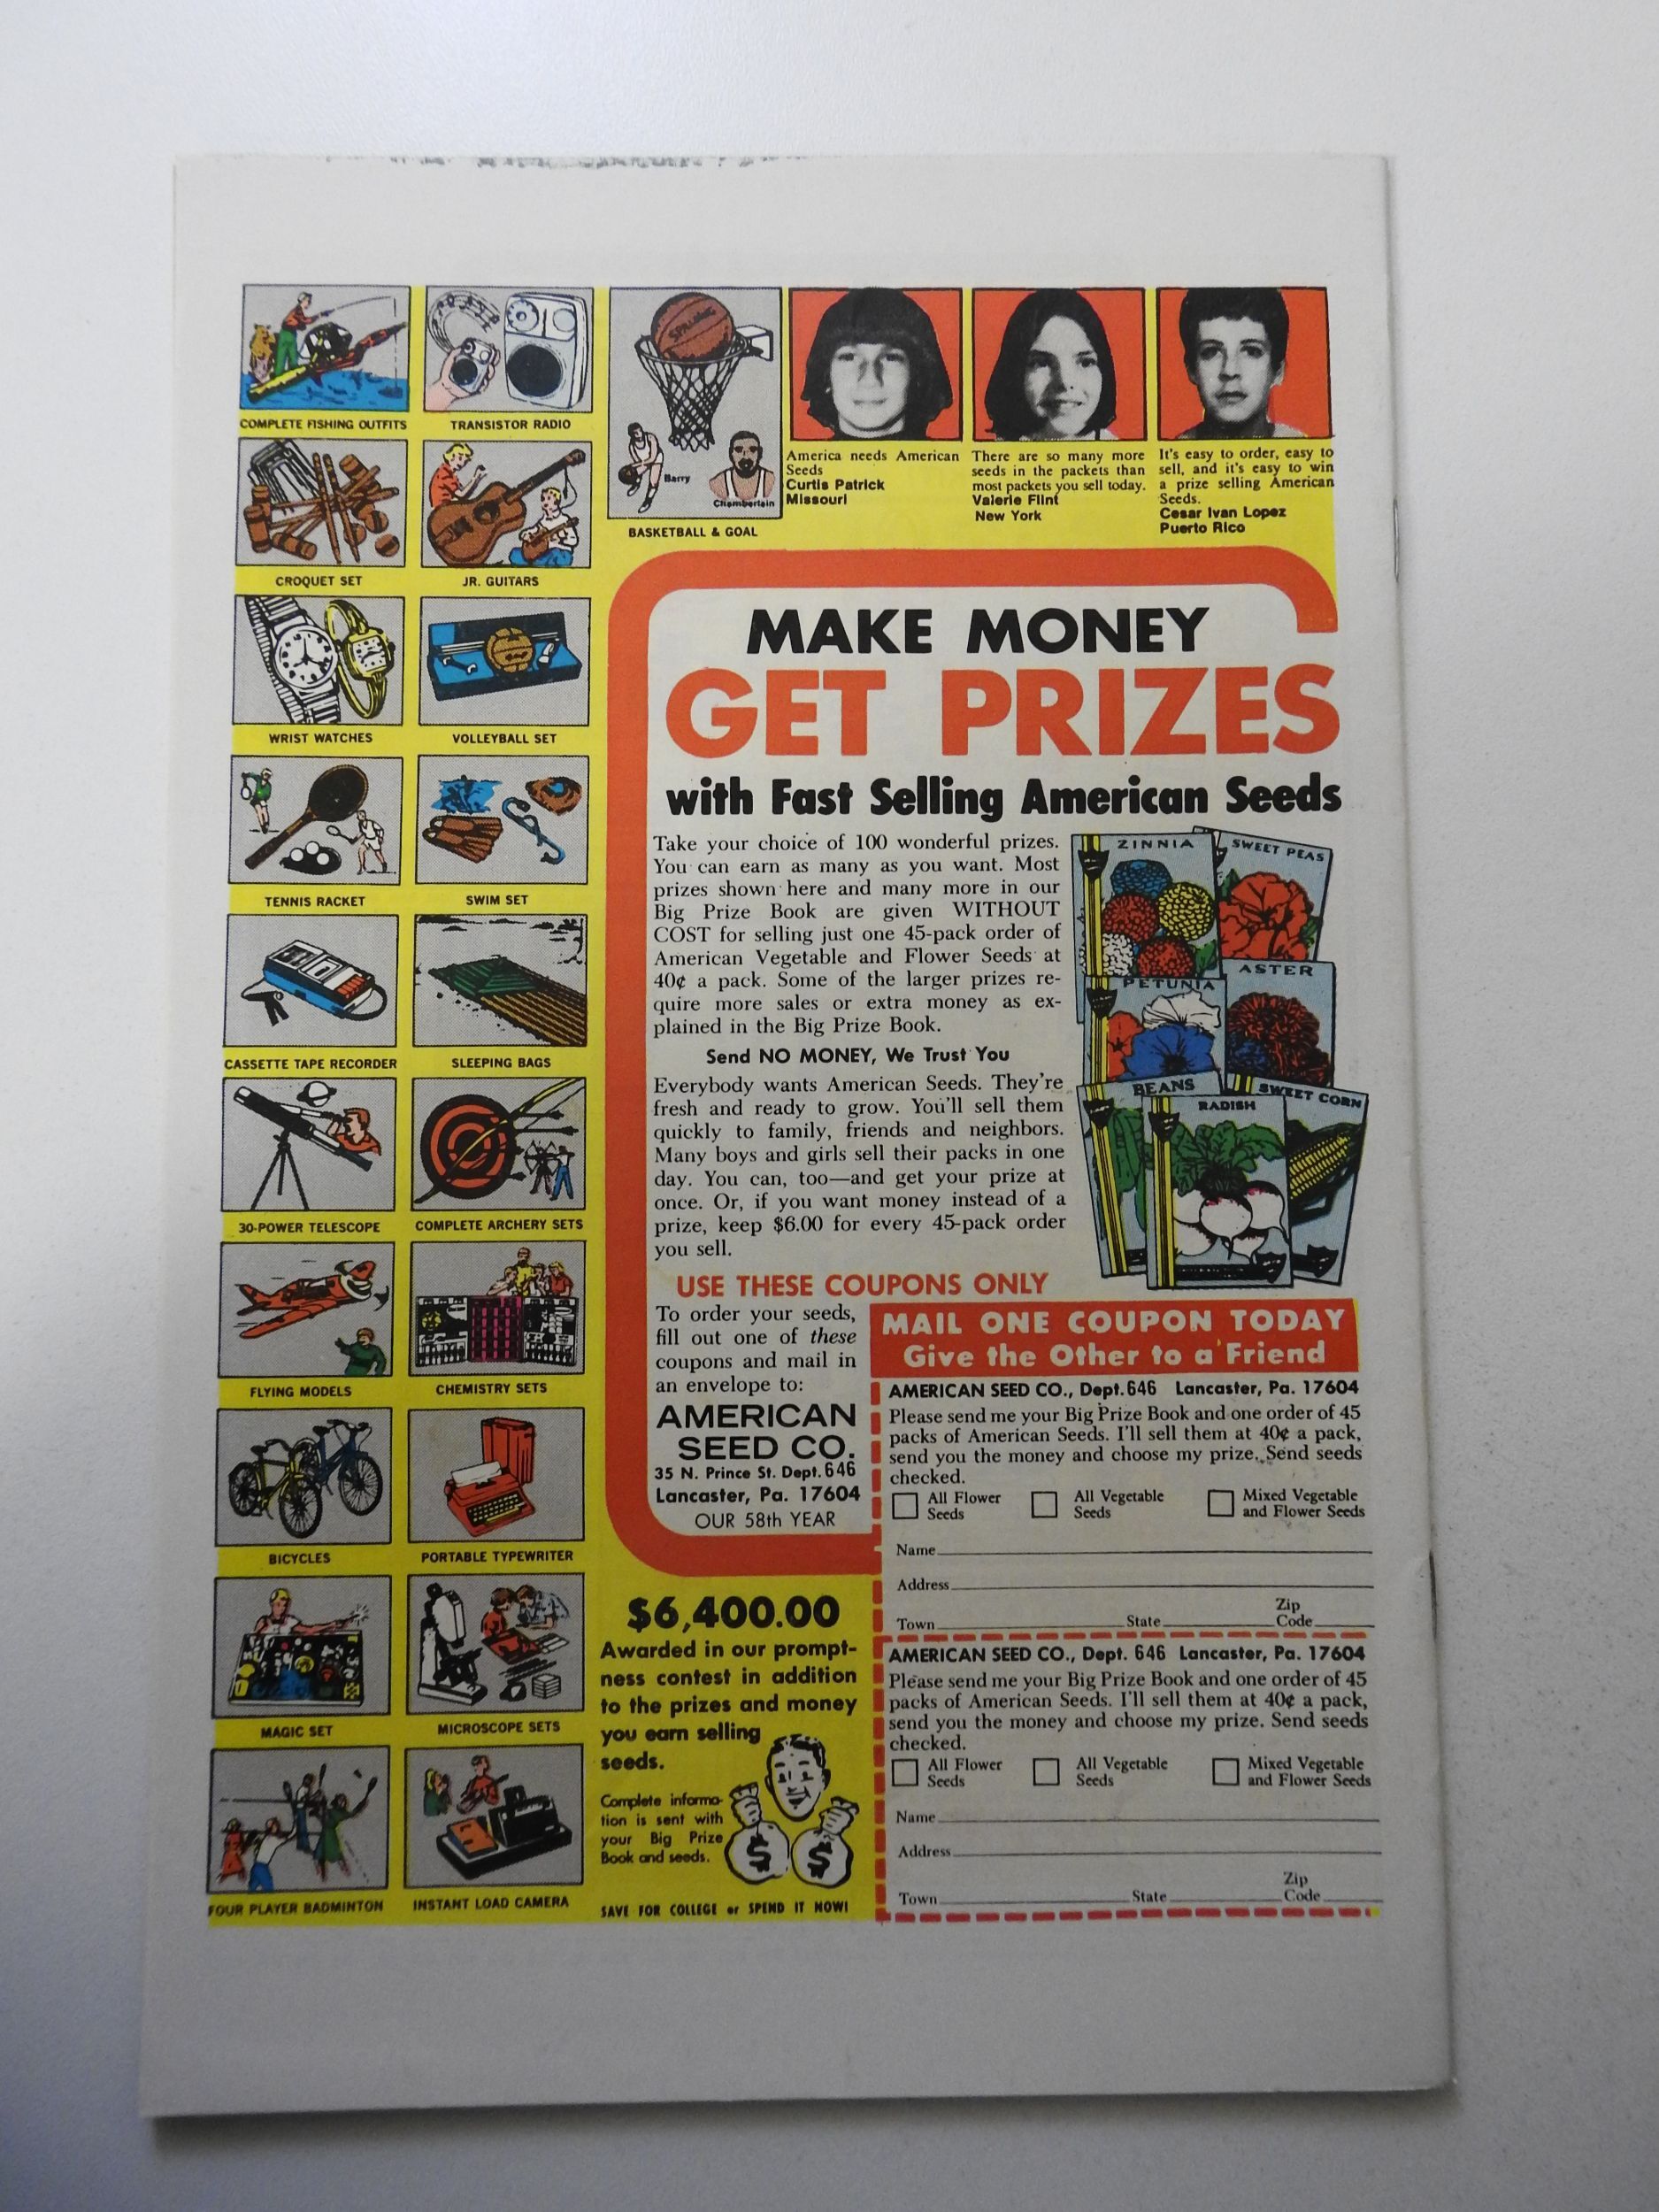 COMPLETE FISHING OUTFITS
TRANSISTOR RADIO
CROQUET SET
JR. GUITARS
WRIST WATCHES
VOLLEYBALL SET
TENNIS RACKET
SWIM SET
CASSETTE TAPE RECORDER
SLEEPING BAGS
30-POWER TELESCOPE
COMPLETE ARCHERY SETS
FLYING MODELS
CHEMISTRY SETS
BICYCLES
PORTABLE TYPEWRITER
MAGIC SET
MICROSCOPE SETS
FOUR PLAYER BADMINTON
INSTANT LOAD CAMERA
SPALDING
Barry
Chamberlain
BASKETBALL & GOAL
America needs American
Seeds
Curtis Patrick
Missouri
There are so many more
seeds in the packets than
most packets you sell today.
Valerie Flint
New York
It's easy to order, easy to
sell, and it's easy to win
a prize selling American
Seeds.
Cesar Ivan Lopez
Puerto Rico
MAKE MONEY
GET PRIZES
with Fast Selling American Seeds
Take your choice of 100 wonderful prizes.
You can earn as many as you want. Most
prizes shown here and many more in our
Big Prize Book are given WITHOUT
COST for selling just one 45-pack order of
American Vegetable and Flower Seeds at
40¢ a pack. Some of the larger prizes re-
quire more sales or extra money as ex-
plained in the Big Prize Book.
Send NO MONEY, We Trust You
Everybody wants American Seeds. They're
fresh and ready to grow. You'll sell them
quickly to family, friends and neighbors.
Many boys and girls sell their packs in one
day. You can, too—and get your prize at
once. Or, if you want money instead of a
prize, keep $6.00 for every 45-pack order
you sell.
ZINNIA
SWEET PEAS
PETUNIA
ASTER
BEANS
RADISH
SWEET CORN
USE THESE COUPONS ONLY
To order your seeds,
fill out one of these
coupons and mail in
an envelope to:
AMERICAN
SEED CO.
35 N. Prince St. Dept. 646
Lancaster, Pa. 17604
OUR 58th YEAR
$6,400.00
Awarded in our prompt-
ness contest in addition
to the prizes and money
you earn selling
seeds.
Complete informa-
tion is sent with
your Big Prize
Book and seeds.
$ $
SAVE FOR COLLEGE or SPEND IT NOW!
MAIL ONE COUPON TODAY
Give the Other to a Friend
AMERICAN SEED CO., Dept. 646 Lancaster, Pa. 17604
Please send me your Big Prize Book and one order of 45
packs of American Seeds. I'll sell them at 40¢ a pack,
send you the money and choose my prize. Send seeds
checked.
All Flower Seeds
All Vegetable Seeds
Mixed Vegetable and Flower Seeds
Name
Address
Town State Zip Code
AMERICAN SEED CO., Dept. 646 Lancaster, Pa. 17604
Please send me your Big Prize Book and one order of 45
packs of American Seeds. I'll sell them at 40¢ a pack,
send you the money and choose my prize. Send seeds
checked.
All Flower Seeds
All Vegetable Seeds
Mixed Vegetable and Flower Seeds
Name
Address
Town State Zip Code